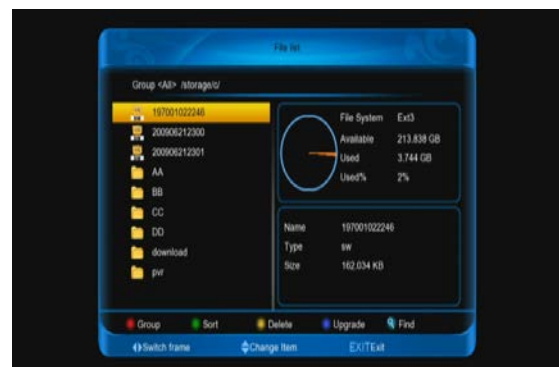 File list
Group <All> /storage/c/
197001022246
200906212300
200906212301
AA
BB
CC
DD
download
pvr
File System Ext3
Available 213.838 GB
Used 3.744 GB
Used% 2%
Name 197001022246
Type sw
Size 162.034 KB
Group Sort Delete Upgrade Find
Switch frame Change Item EXIT Exit